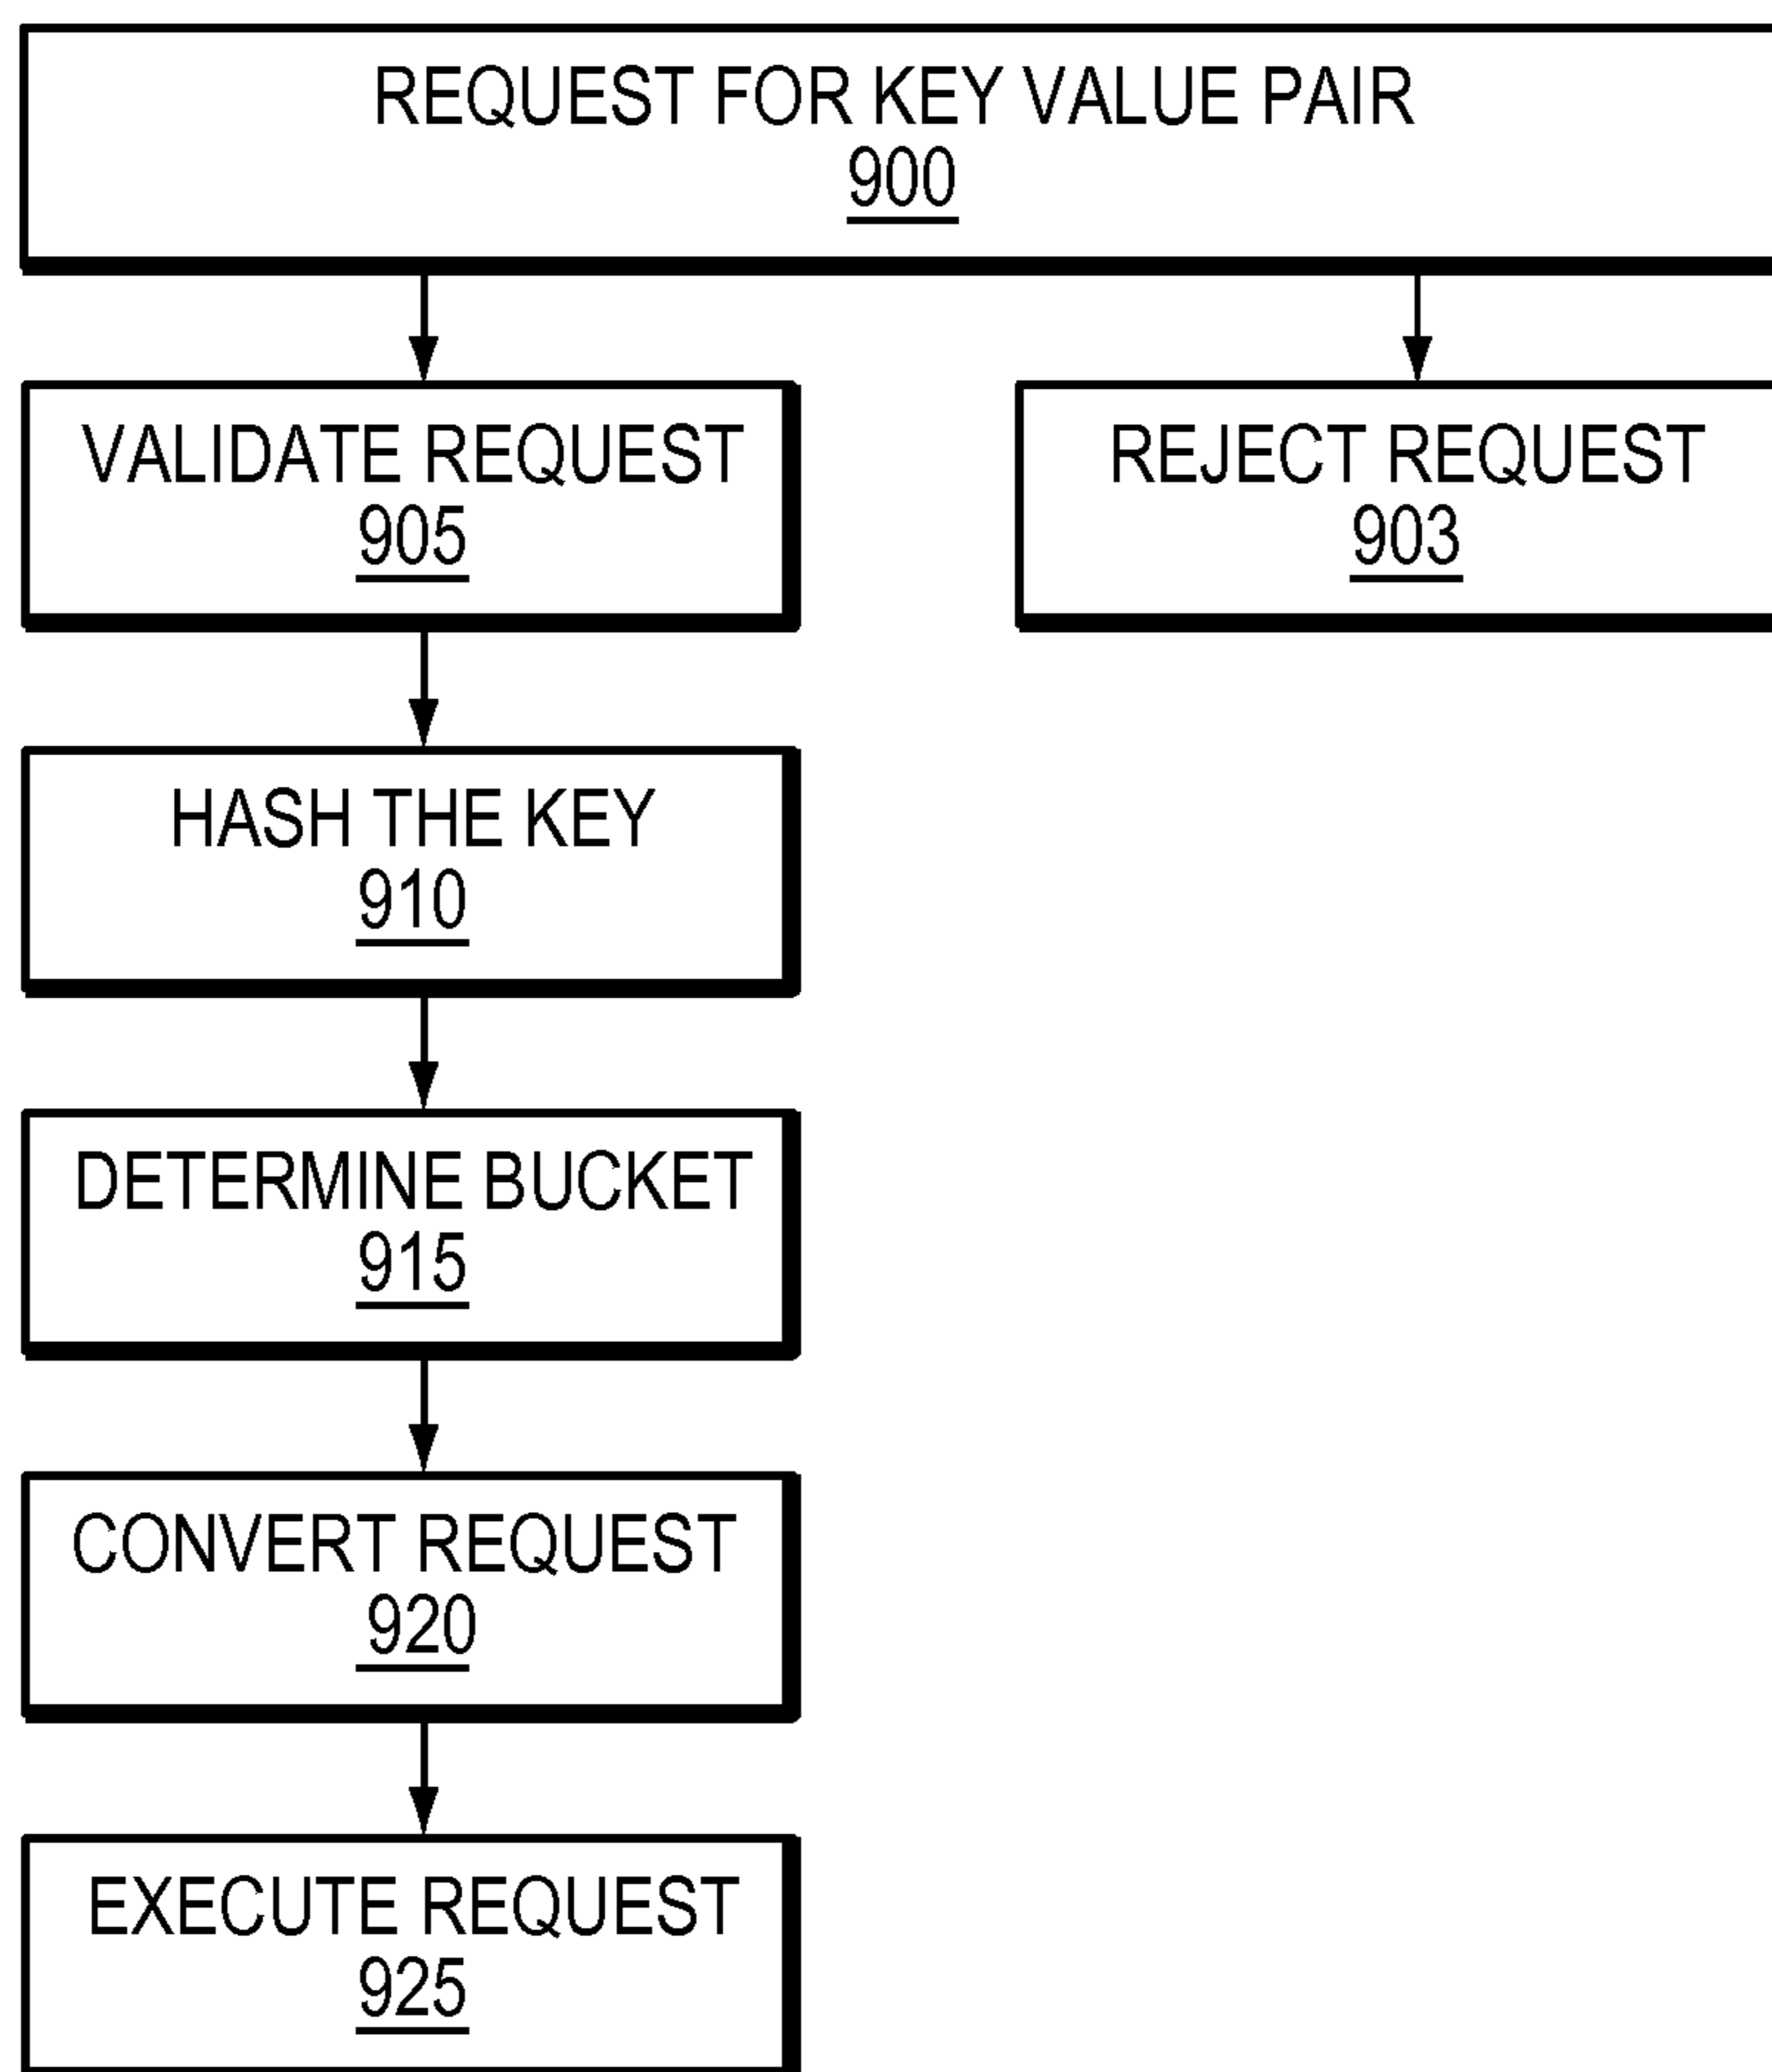 REQUEST FOR KEY VALUE PAIR
900
VALIDATE REQUEST
905
REJECT REQUEST
903
HASH THE KEY
910
DETERMINE BUCKET
915
CONVERT REQUEST
920
EXECUTE REQUEST
925